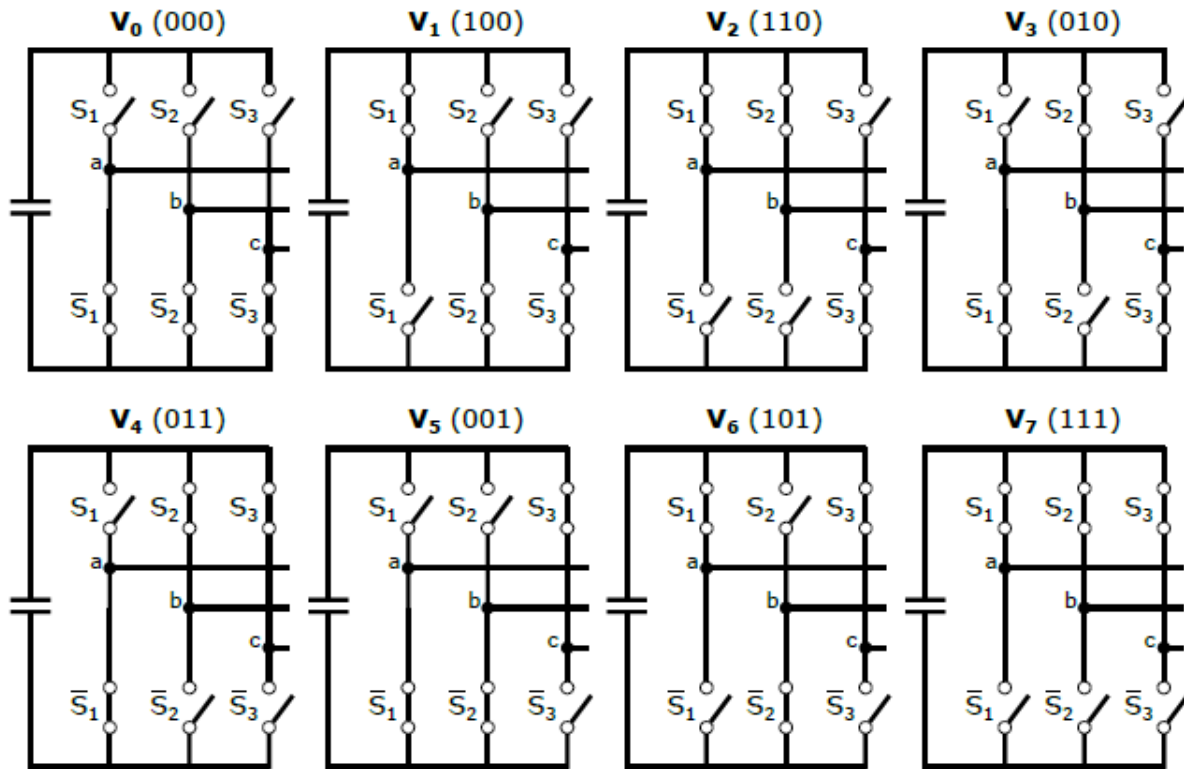 V₀ (000) V₁ (100) V₂ (110) V₃ (010)
S₁ S₂ S₃ S₁ S₂ S₃ S₁ S₂ S₃ S₁ S₂ S₃
a a a a
b b b b
c c c c
S̅₁ S̅₂ S̅₃ S̅₁ S̅₂ S̅₃ S̅₁ S̅₂ S̅₃ S̅₁ S̅₂ S̅₃
V₄ (011) V₅ (001) V₆ (101) V₇ (111)
S₁ S₂ S₃ S₁ S₂ S₃ S₁ S₂ S₃ S₁ S₂ S₃
a a a a
b b b b
c c c c
S̅₁ S̅₂ S̅₃ S̅₁ S̅₂ S̅₃ S̅₁ S̅₂ S̅₃ S̅₁ S̅₂ S̅₃